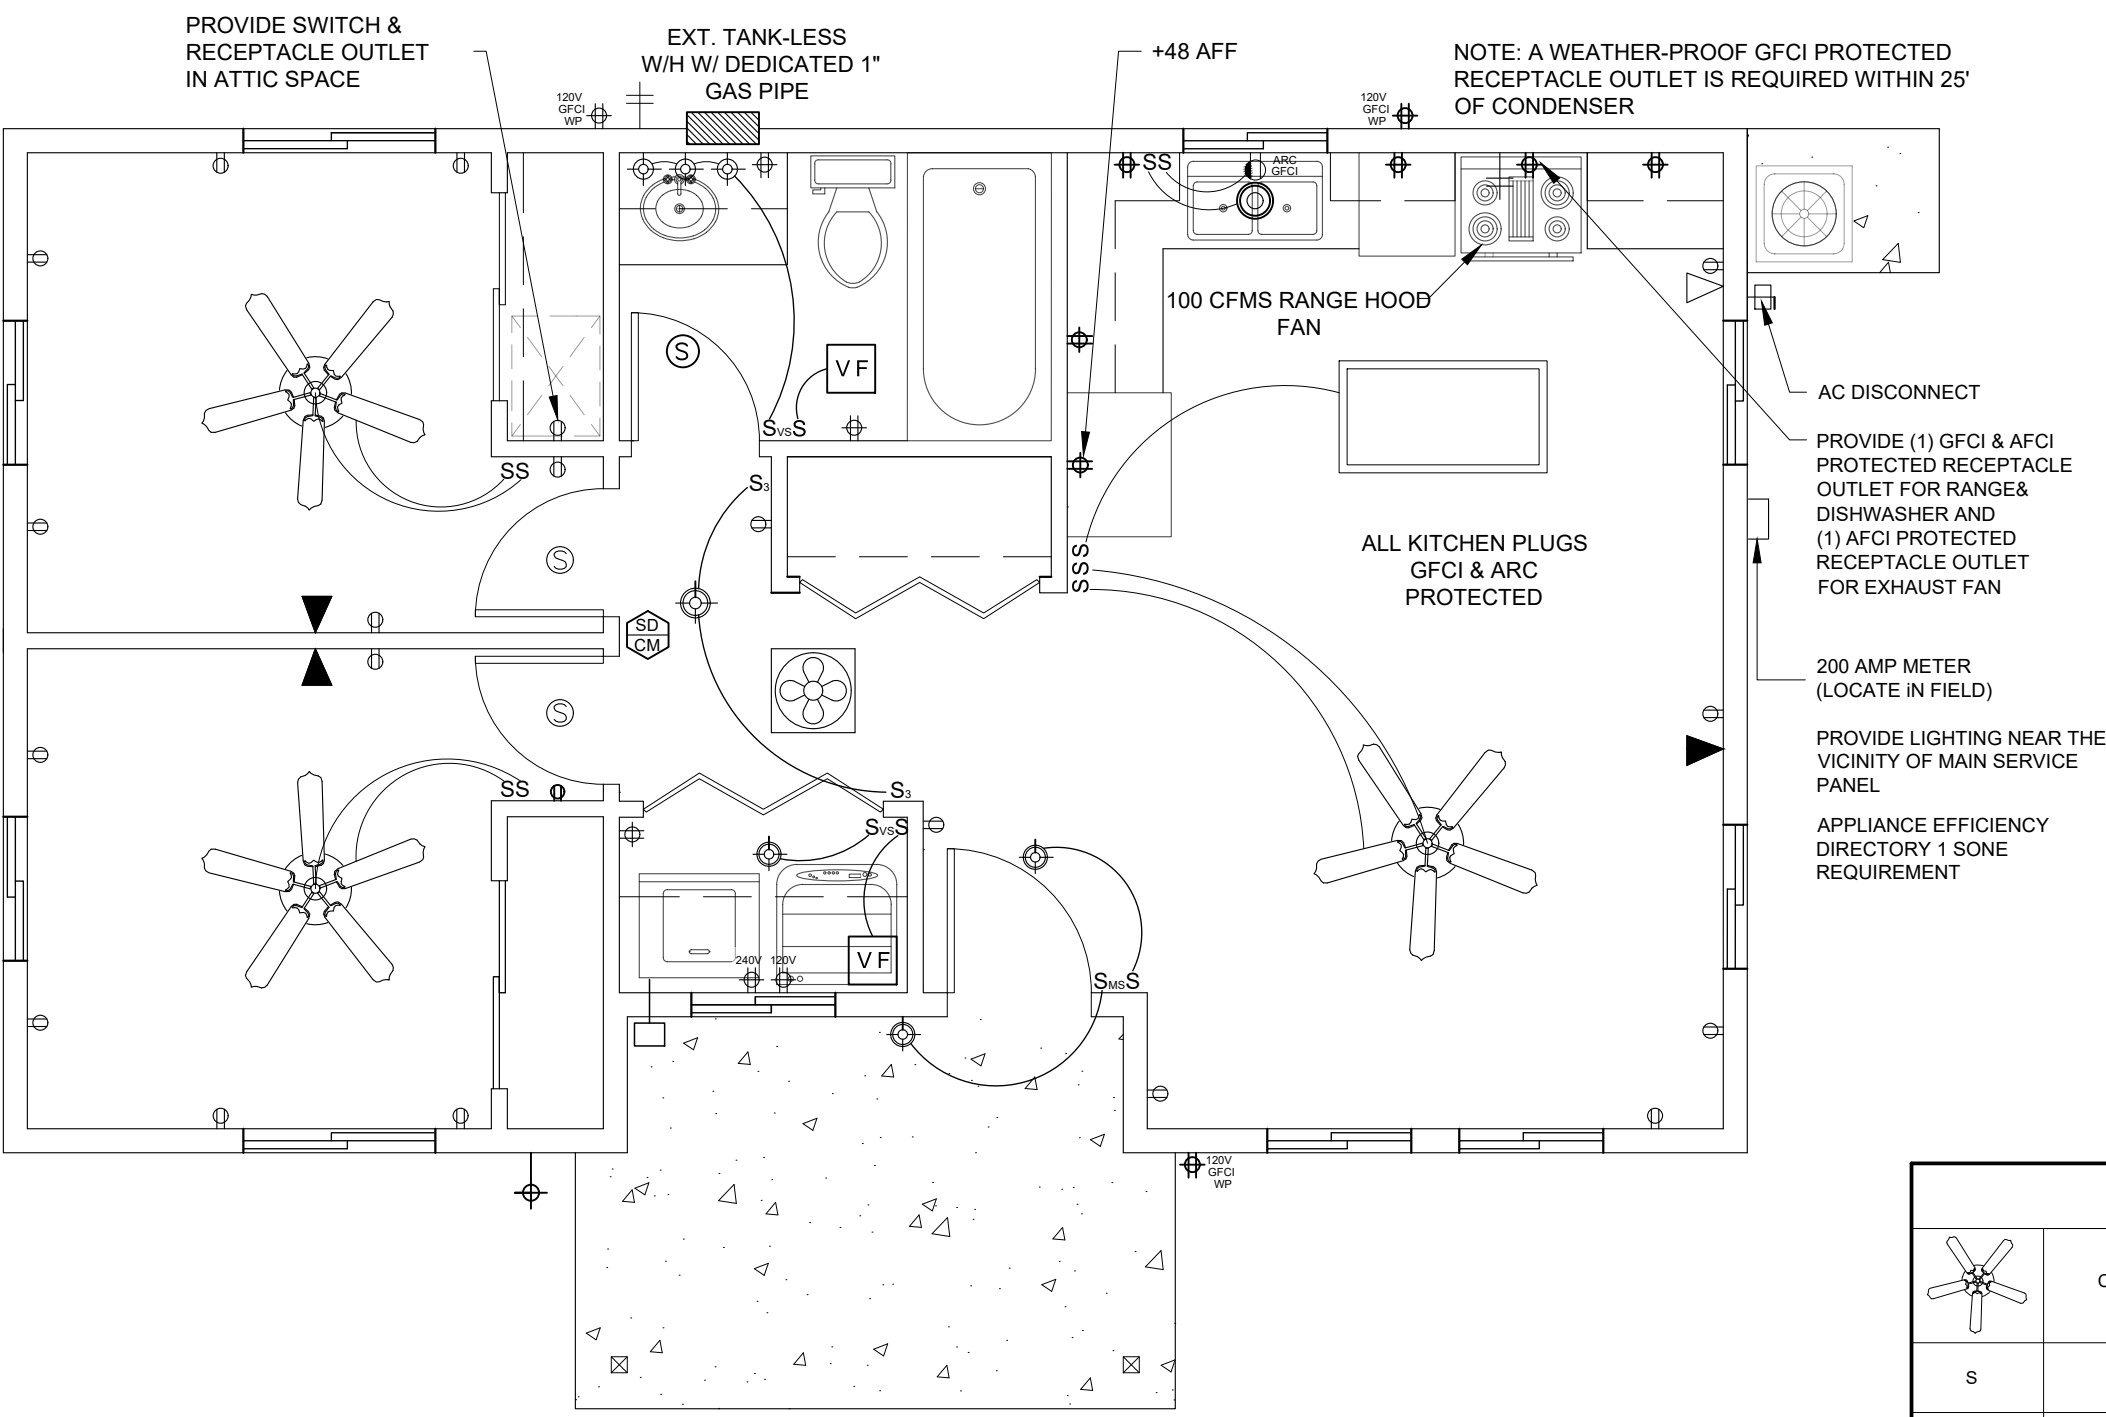 PROVIDE SWITCH &
RECEPTACLE OUTLET
IN ATTIC SPACE
EXT. TANK-LESS
W/H W/ DEDICATED 1"
GAS PIPE
+48 AFF
NOTE: A WEATHER-PROOF GFCI PROTECTED
RECEPTACLE OUTLET IS REQUIRED WITHIN 25'
OF CONDENSER
120V
GFCI
WP
120V
GFCI
WP
SS
ARC
GFCI
100 CFMS RANGE HOOD
FAN
S
V F
SVSS
AC DISCONNECT
PROVIDE (1) GFCI & AFCI
PROTECTED RECEPTACLE
OUTLET FOR RANGE&
DISHWASHER AND
(1) AFCI PROTECTED
RECEPTACLE OUTLET
FOR EXHAUST FAN
SS
S3
S
S
S
S
ALL KITCHEN PLUGS
GFCI & ARC
PROTECTED
SD
CM
S
200 AMP METER
(LOCATE iN FIELD)
PROVIDE LIGHTING NEAR THE
VICINITY OF MAIN SERVICE
PANEL
SS
S3
SVSS
APPLIANCE EFFICIENCY
DIRECTORY 1 SONE
REQUIREMENT
240V
120V
V F
SMSS
120V
GFCI
WP
C
S